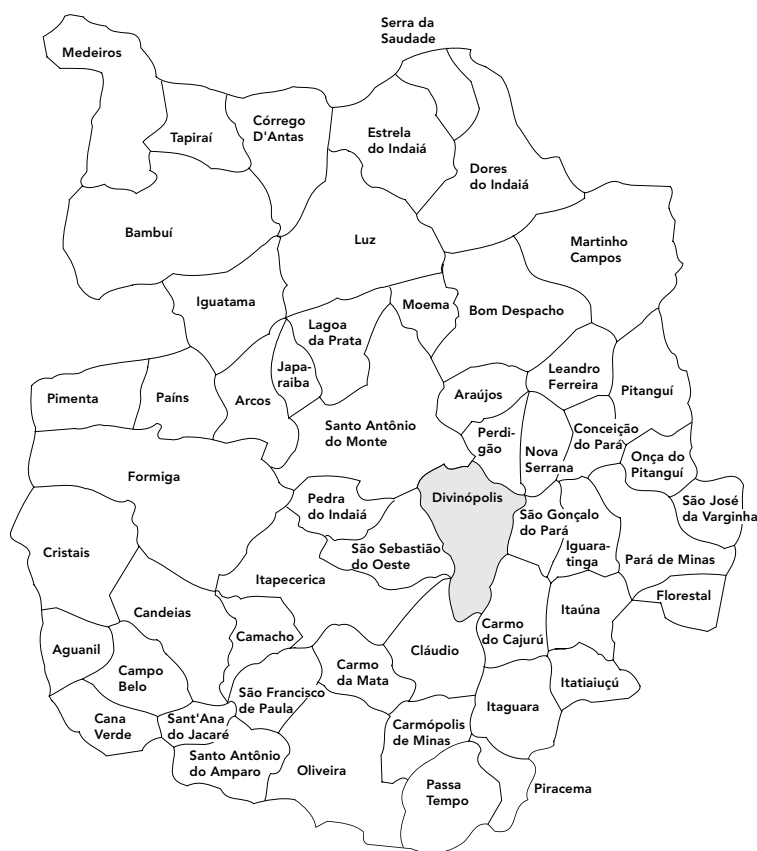 Serra da
Saudade
Medeiros
Tapiraí
Córrego
D'Antas
Estrela
do Indaiá
Dores
do Indaiá
Bambuí
Luz
Martinho
Campos
Iguatama
Moema
Bom Despacho
Lagoa
da Prata
Japa-
raiba
Leandro
Ferreira
Pitanguí
Pimenta
Paíns
Arcos
Araújos
Santo Antônio
do Monte
Perdi-
gão
Nova
Serrana
Conceição
do Pará
Onça do
Pitanguí
Formiga
Pedra
do Indaiá
Divinópolis
São Gonçalo
do Pará
São José
da Varginha
Cristais
São Sebastião
do Oeste
Iguara-
tinga
Pará de Minas
Itapecerica
Florestal
Candeias
Camacho
Carmo
do Cajurú
Itaúna
Aguanil
Cláudio
Campo
Belo
Carmo
da Mata
Itatiaiuçú
São Francisco
de Paula
Itaguara
Cana
Verde
Sant'Ana
do Jacaré
Carmópolis
de Minas
Santo Antônio
do Amparo
Oliveira
Passa
Tempo
Piracema